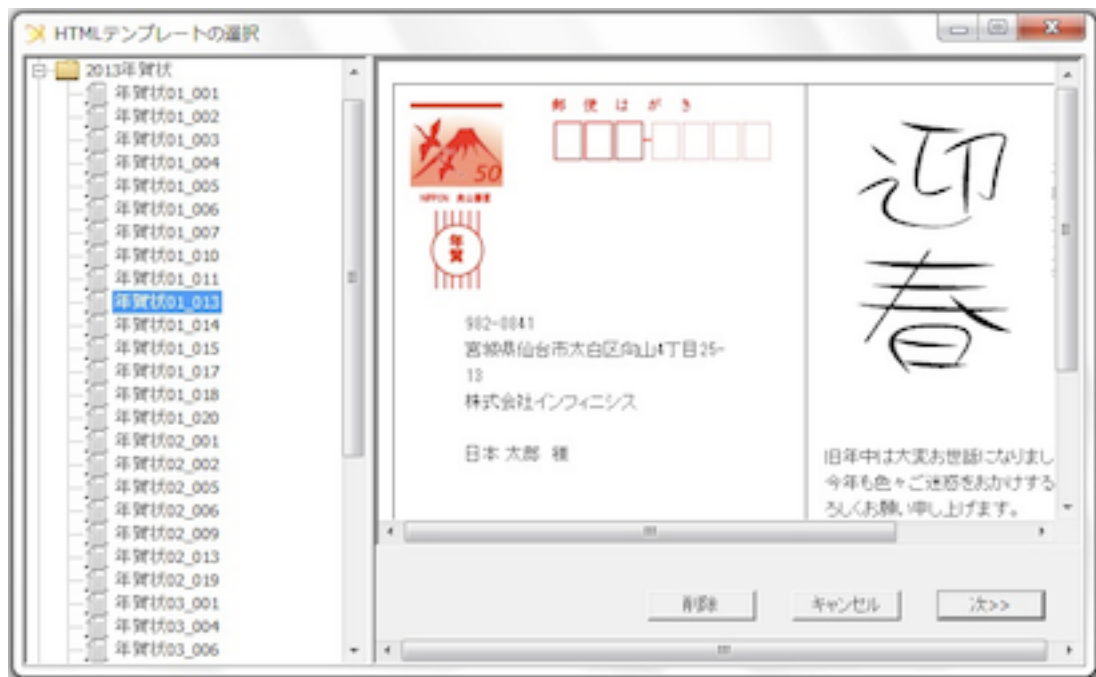 HTMLテンプレートの選択
2013年賀状
年賀状01_001
年賀状01_002
年賀状01_003
年賀状01_004
年賀状01_005
年賀状01_006
年賀状01_007
年賀状01_010
年賀状01_011
年賀状01_013
年賀状01_014
年賀状01_015
年賀状01_017
年賀状01_018
年賀状01_020
年賀状02_001
年賀状02_002
年賀状02_005
年賀状02_006
年賀状02_009
年賀状02_013
年賀状02_019
年賀状03_001
年賀状03_004
年賀状03_006
郵便はがき
50
NIPPON
年賀
982-0841
宮城県仙台市太白区向山4丁目25-
13
株式会社インフィニシス
日本 太郎 様
迎春
旧年中は大変お世話になりまし
今年も色々ご迷惑をおかけする
ろしくお願い申し上げます。
削除
キャンセル
次>>